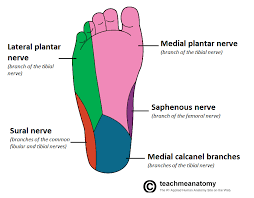 Lateral plantar
nerve
(branch of the tibial
nerve)
Medial plantar nerve
(branch of the tibial nerve)
Saphenous nerve
(branch of the femoral nerve)
Sural nerve
(branches of the common
fibular and tibial nerves)
Medial calcanel branches
(branch of the tibial nerve)
© teachmeanatomy